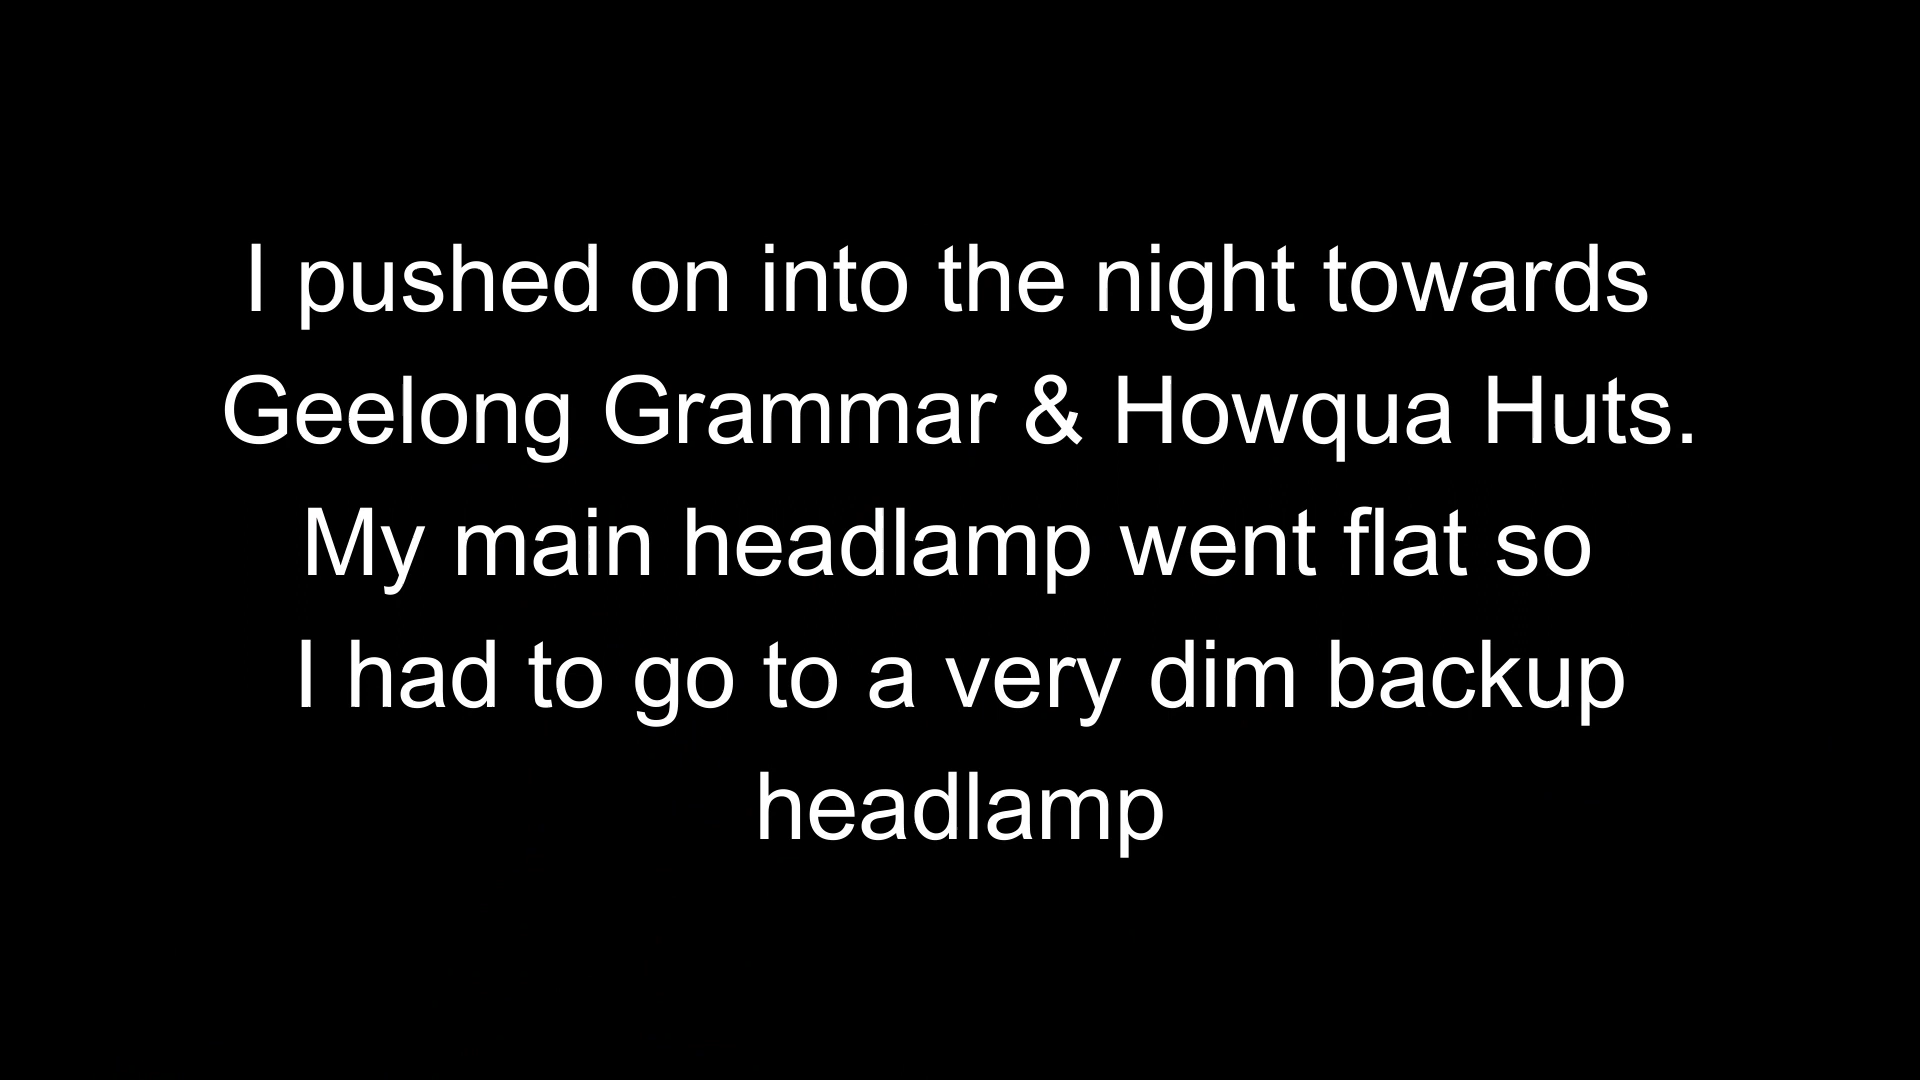 I pushed on into the night towards
Geelong Grammar & Howqua Huts.
My main headlamp went flat so
I had to go to a very dim backup
headlamp